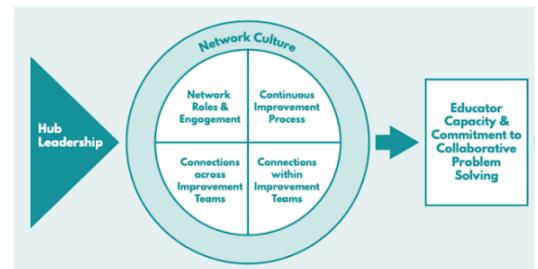 Network Culture
Hub
Leadership
Network
Roles &
Engagement
Continuous
Improvement
Process
Connections
across
Improvement
Teams
Connections
within
Improvement
Teams
Educator
Capacity &
Commitment to
Collaborative
Problem
Solving